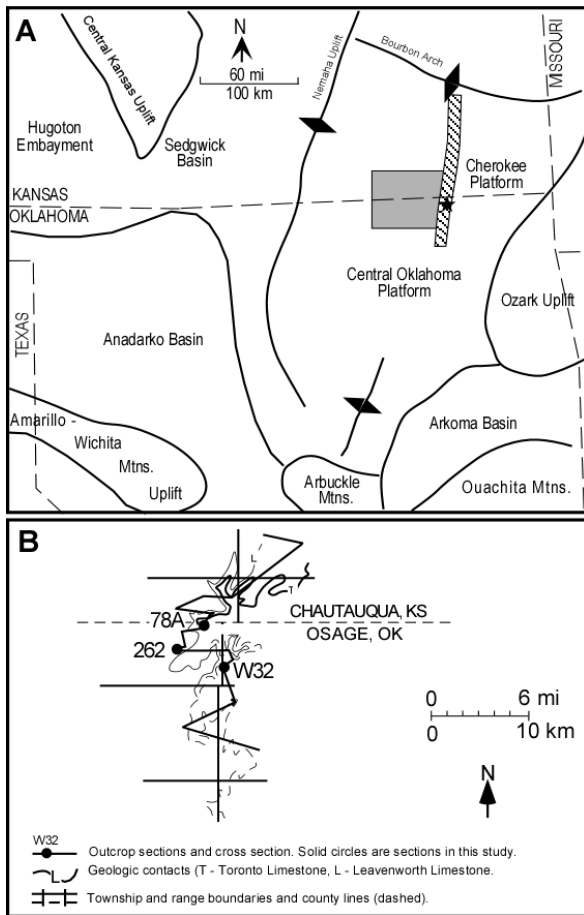 A
Central Kansas Uplift
N
60 mi
100 km
Nemaha Uplift
Bourbon Arch
MISSOURI
Hugoton
Embayment
Sedgwick
Basin
Cherokee
Platform
KANSAS
OKLAHOMA
Central Oklahoma
Platform
Ozark Uplift
TEXAS
Anadarko Basin
Amarillo -
Wichita
Mtns.
Uplift
Arkoma Basin
Arbuckle
Mtns.
Ouachita Mtns.
B
L
T
CHAUTAUQUA, KS
78A
OSAGE, OK
262
W32
0 6 mi
0 10 km
N
W32
Outcrop sections and cross section. Solid circles are sections in this study.
L
Geologic contacts (T - Toronto Limestone, L - Leavenworth Limestone.
Township and range boundaries and county lines (dashed).